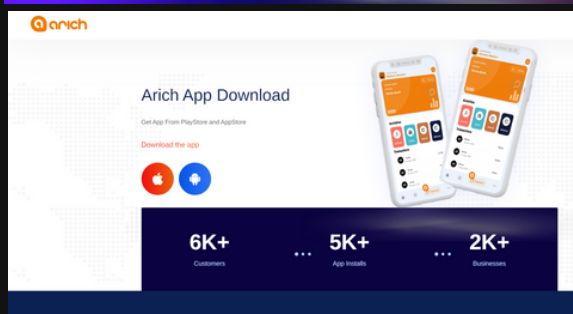 arich
Arich App Download
Get App From PlayStore and AppStore
Download the app
6K+
Customers
5K+
App Installs
2K+
Businesses